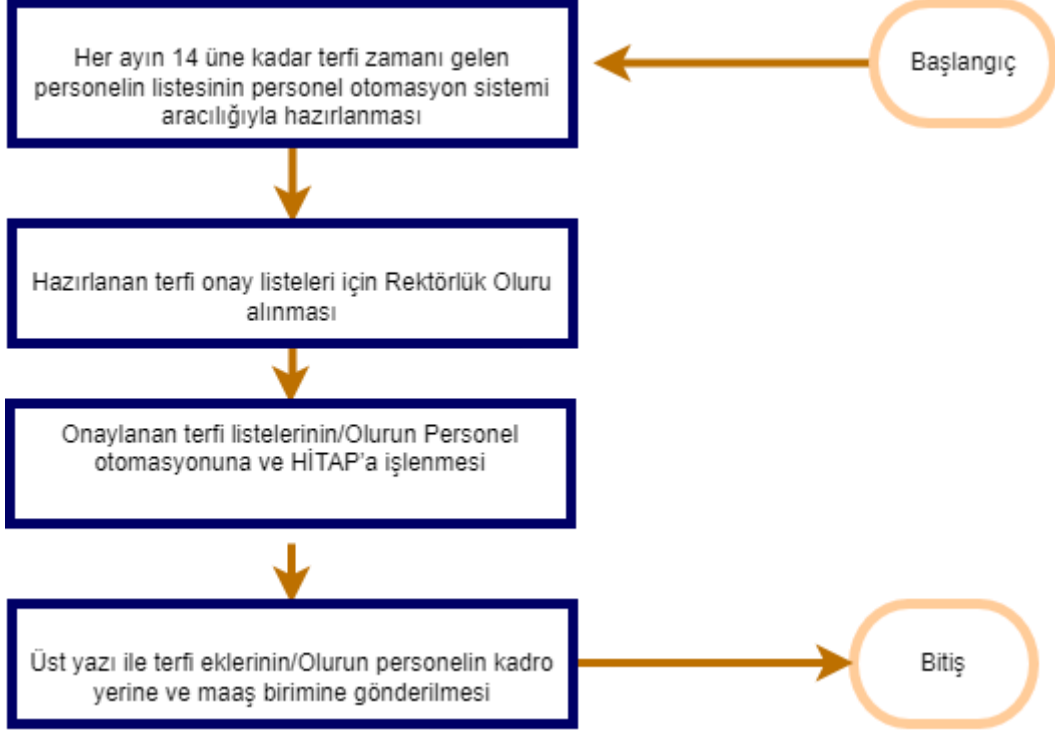 Başlangıç
Her ayın 14 üne kadar terfi zamanı gelen
personelin listesinin personel otomasyon sistemi
aracılığıyla hazırlanması
Hazırlanan terfi onay listeleri için Rektörlük Oluru
alınması
Onaylanan terfi listelerinin/Olurun Personel
otomasyonuna ve HİTAP'a işlenmesi
Üst yazı ile terfi eklerinin/Olurun personelin kadro
yerine ve maaş birimine gönderilmesi
Bitiş